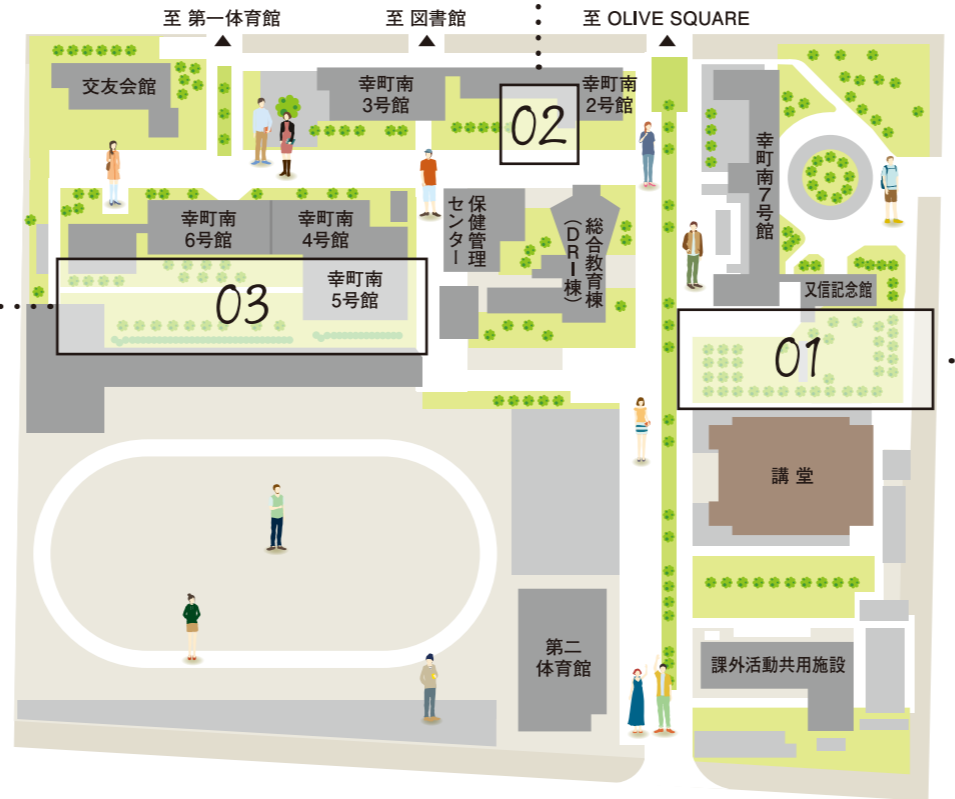 至 第一体育館
至 図書館
至 OLIVE SQUARE
交友会館
幸町南
3号館
幸町南
2号館
02
幸町南7号館
保健管理
センター
総合教育棟
(DRI棟)
幸町南
6号館
幸町南
4号館
幸町南
5号館
03
又信記念館
01
講堂
第二
体育館
課外活動共用施設